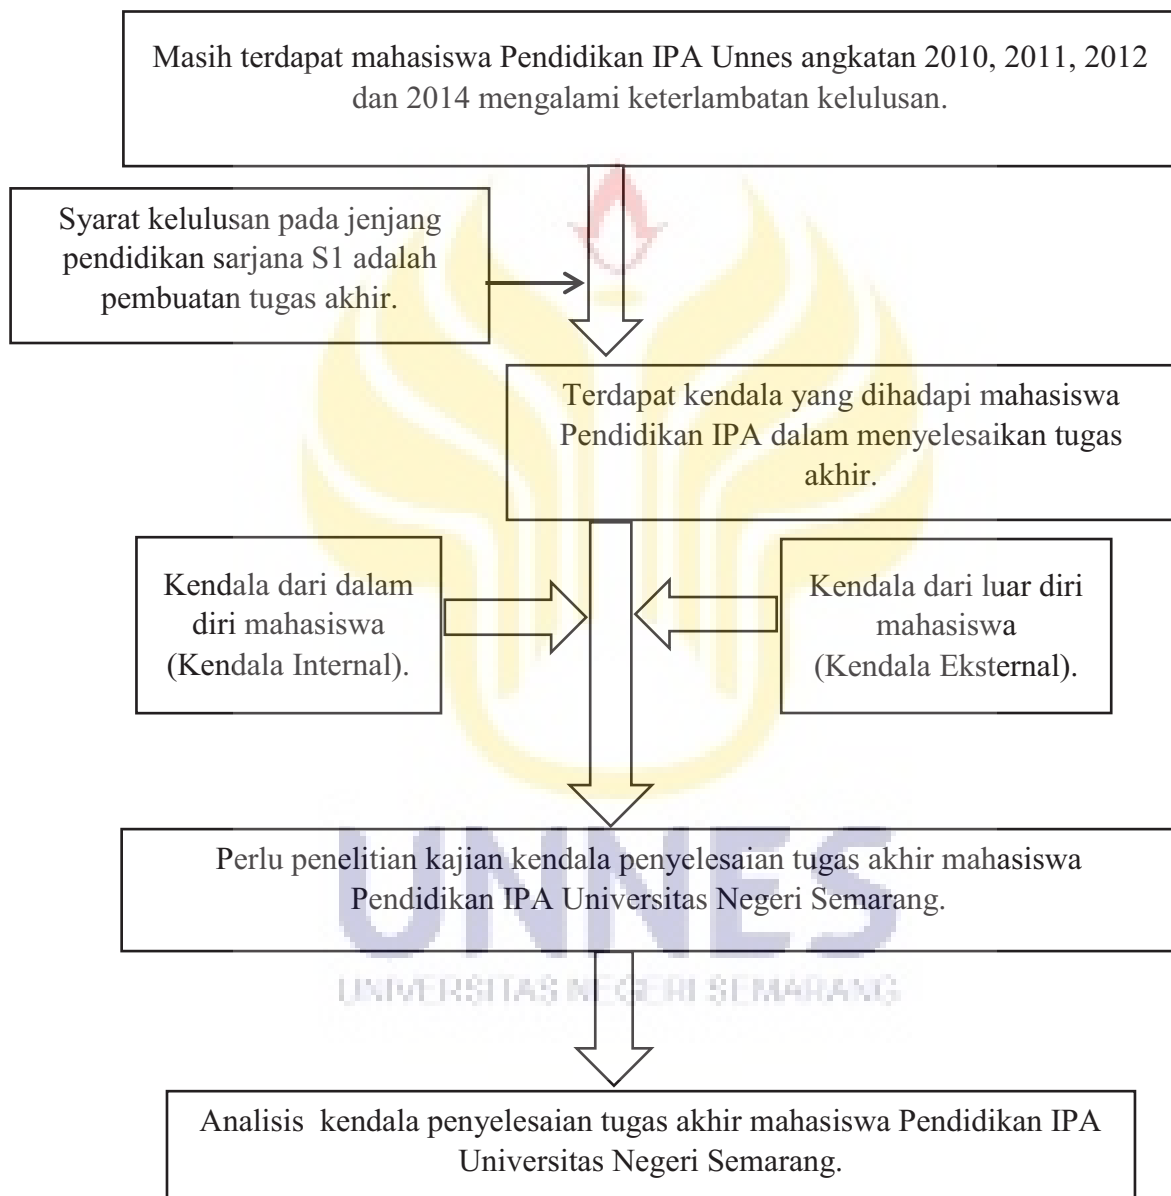 Masih terdapat mahasiswa Pendidikan IPA Unnes angkatan 2010, 2011, 2012
dan 2014 mengalami keterlambatan kelulusan.
Syarat kelulusan pada jenjang
pendidikan sarjana S1 adalah
pembuatan tugas akhir.
Terdapat kendala yang dihadapi mahasiswa
Pendidikan IPA dalam menyelesaikan tugas
akhir.
Kendala dari dalam
diri mahasiswa
(Kendala Internal).
Kendala dari luar diri
mahasiswa
(Kendala Eksternal).
Perlu penelitian kajian kendala penyelesaian tugas akhir mahasiswa
Pendidikan IPA Universitas Negeri Semarang.
UNNES
UNIVERSITAS NEGERI SEMARANG
Analisis kendala penyelesaian tugas akhir mahasiswa Pendidikan IPA
Universitas Negeri Semarang.